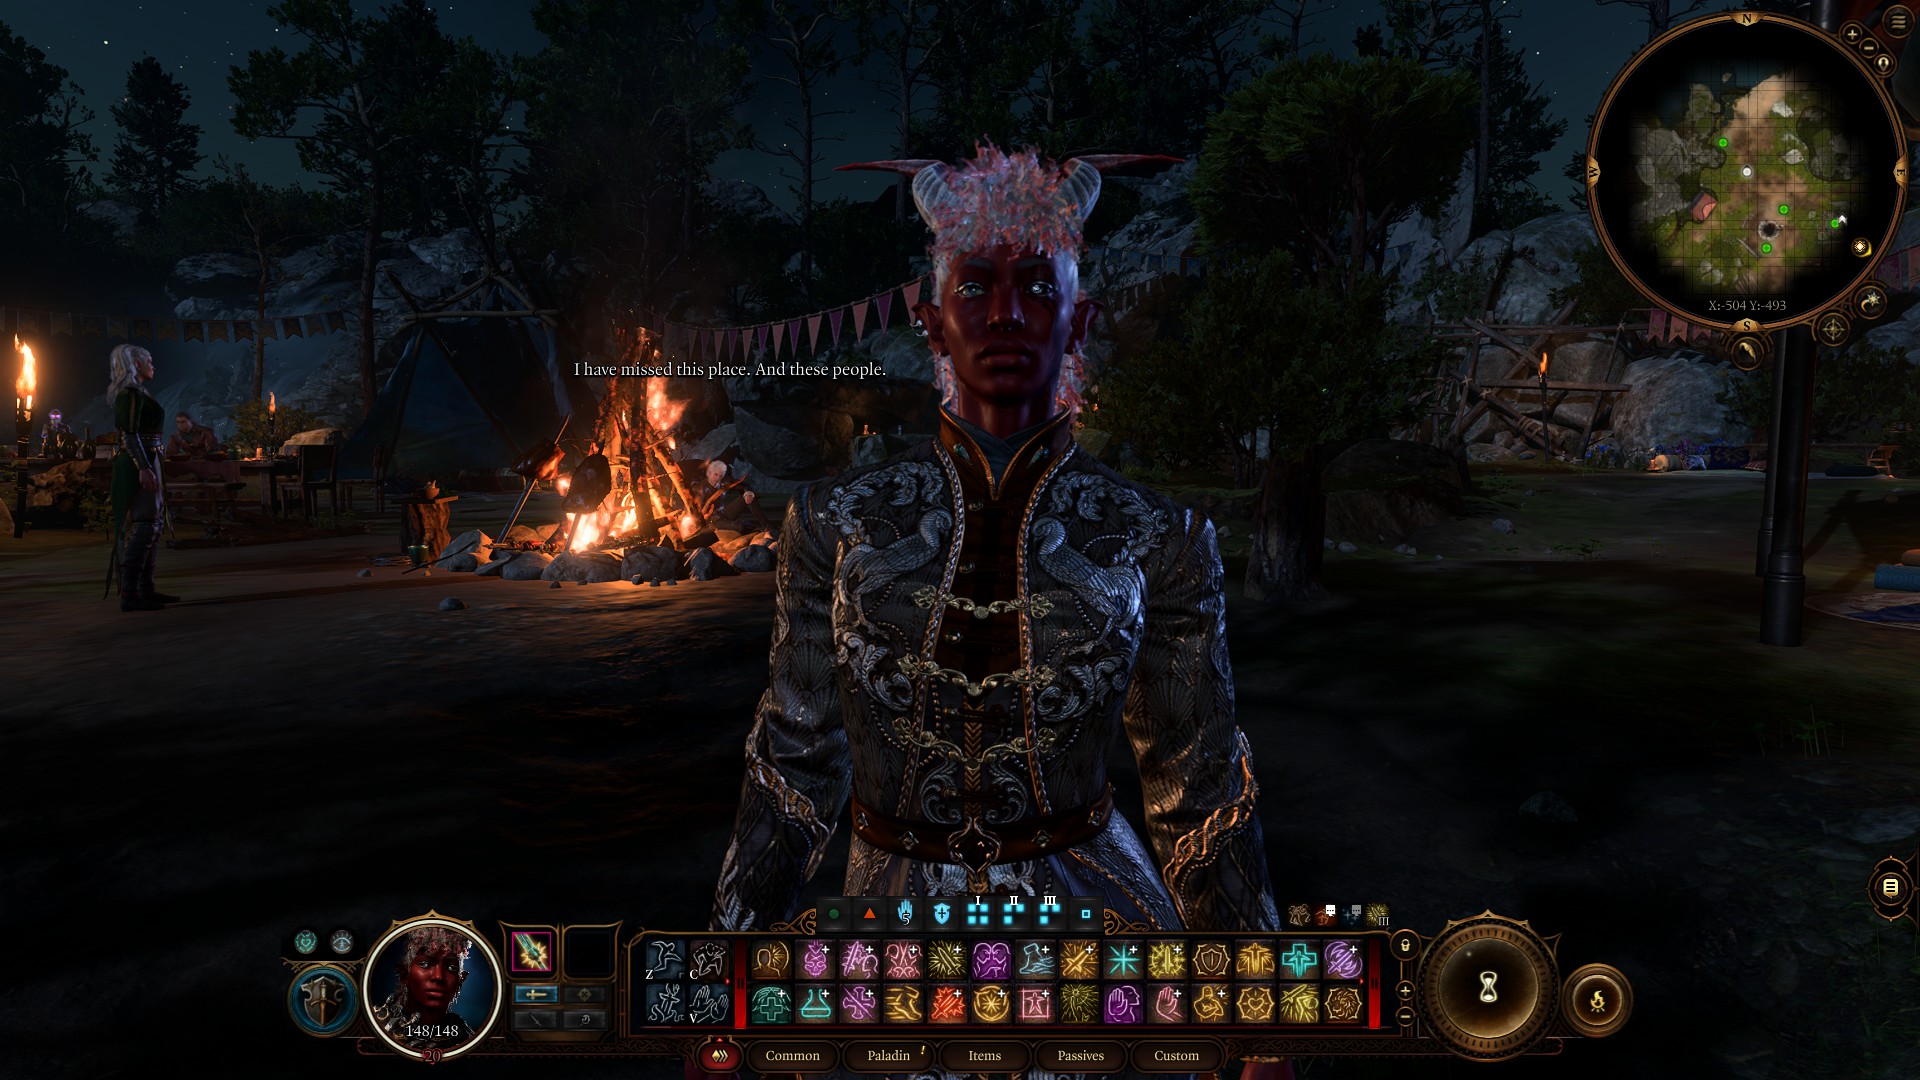 N
W
E
X:-504 Y:-493
S
I have missed this place. And these people.
5
I
II
III
III
Z
C
V
148/148
20
Common
Paladin !
Items
Passives
Custom